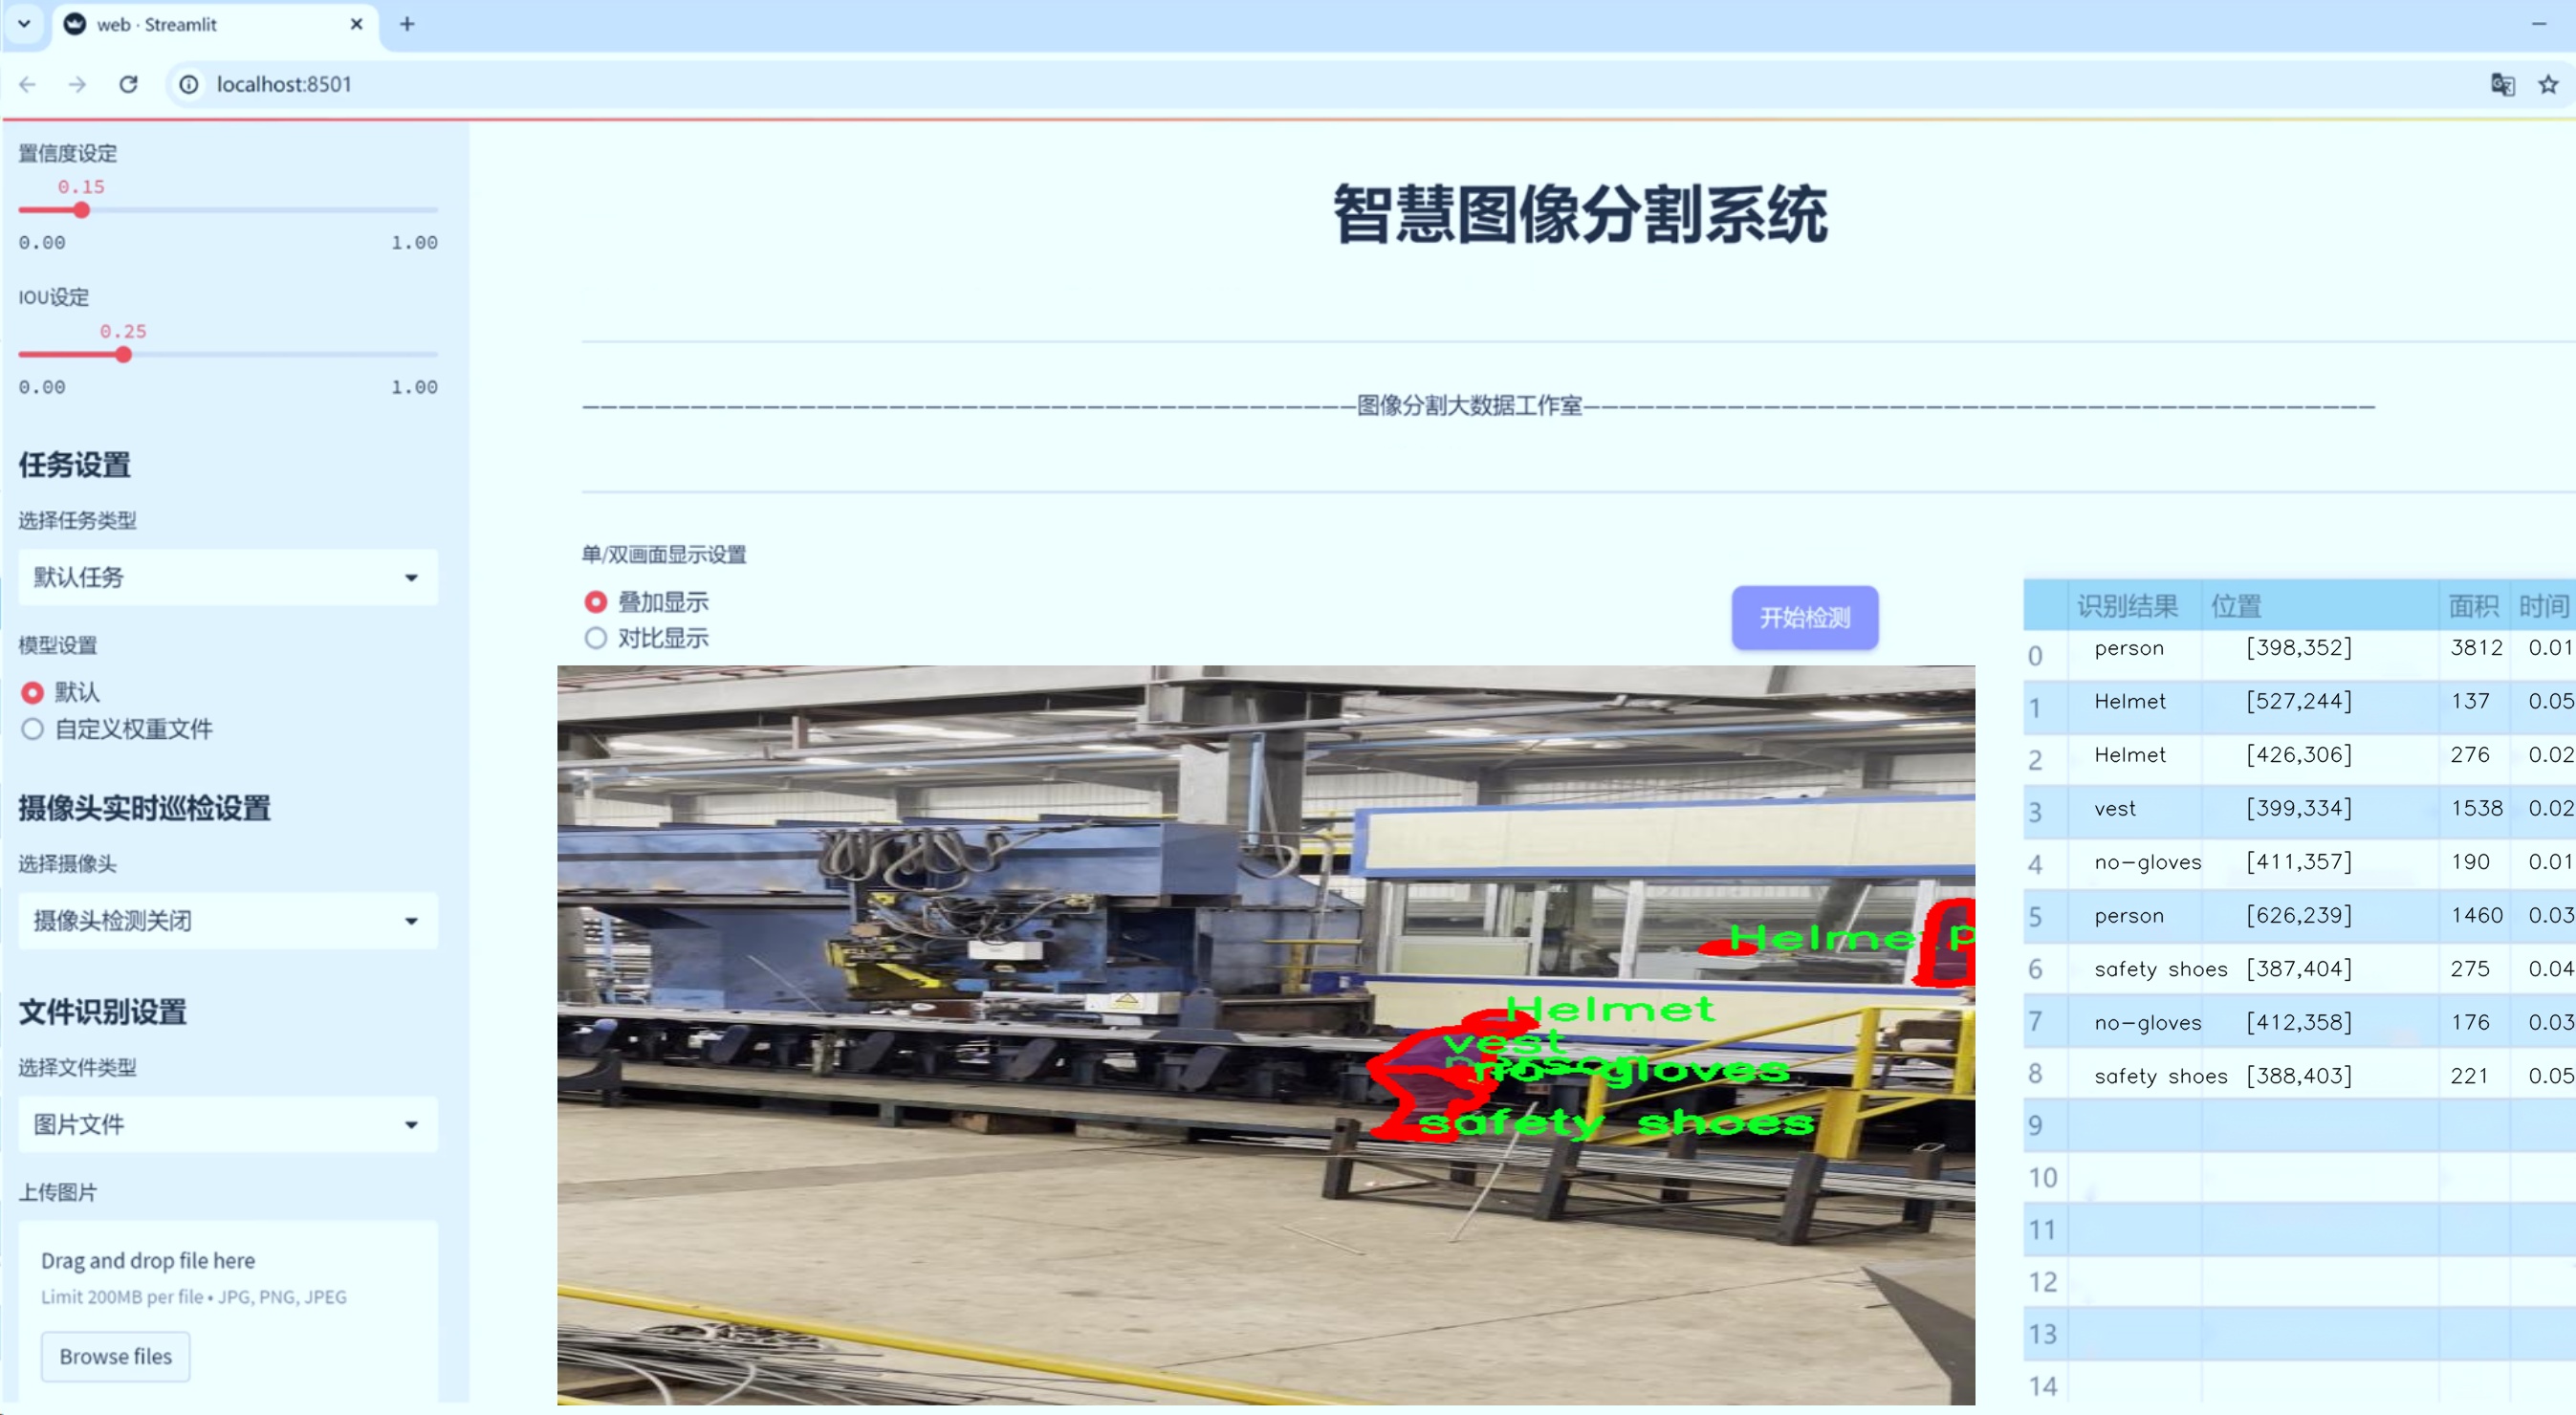 web · Streamlit
localhost:8501
置信度设定
0.15
0.00 1.00
IOU设定
0.25
0.00 1.00
任务设置
选择任务类型
默认任务
模型设置
默认
自定义权重文件
摄像头实时巡检设置
选择摄像头
摄像头检测关闭
文件识别设置
选择文件类型
图片文件
上传图片
Drag and drop file here
Limit 200MB per file • JPG, PNG, JPEG
Browse files
智慧图像分割系统
图像分割大数据工作室
单/双画面显示设置
叠加显示
对比显示
开始检测
Helme p
Helmet
vest
person
no-gloves
safety shoes
识别结果 位置 面积 时间
0 person [398,352] 3812 0.01
1 Helmet [527,244] 137 0.05
2 Helmet [426,306] 276 0.02
3 vest [399,334] 1538 0.02
4 no-gloves [411,357] 190 0.01
5 person [626,239] 1460 0.03
6 safety shoes [387,404] 275 0.04
7 no-gloves [412,358] 176 0.03
8 safety shoes [388,403] 221 0.05
9
10
11
12
13
14